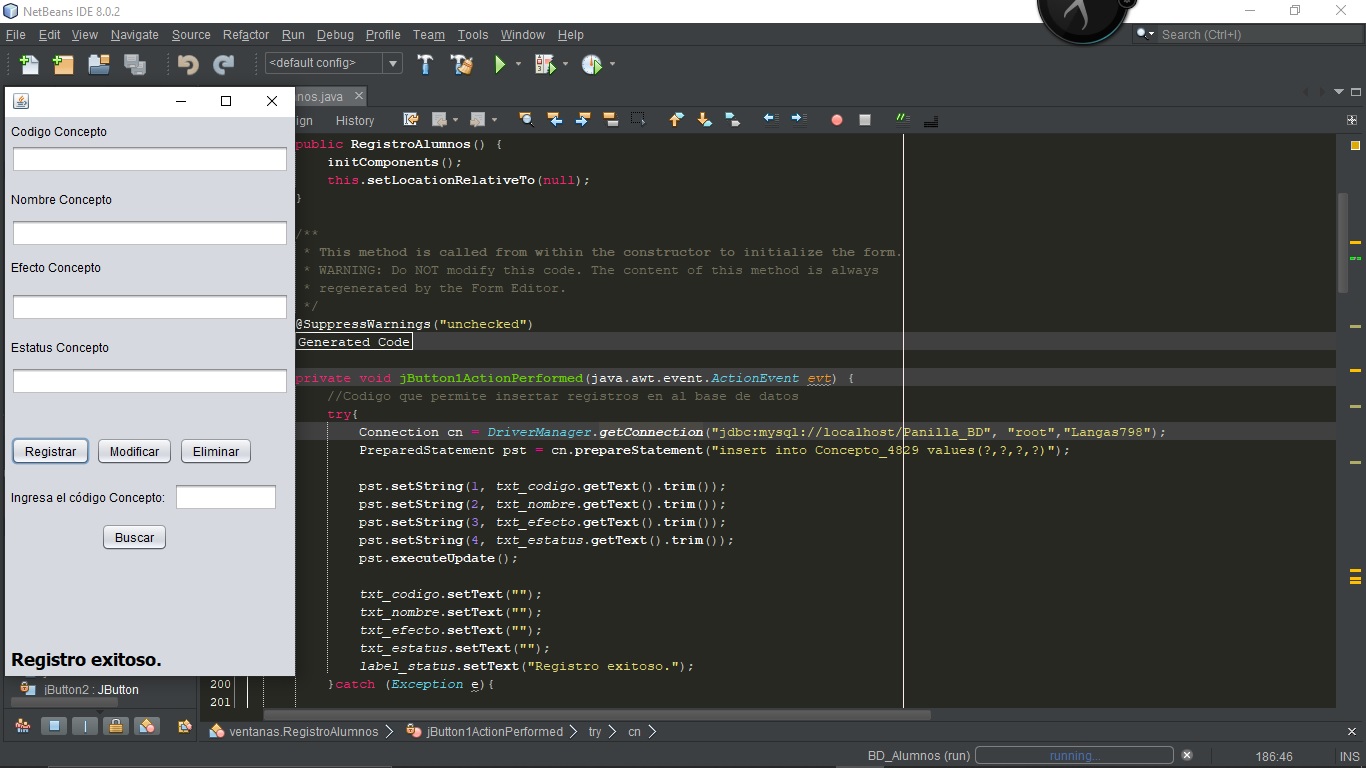 NetBeans IDE 8.0.2
File Edit View Navigate Source Refactor Run Debug Profile Team Tools Window Help
Search (Ctrl+I)
<default config>
nos.java
ign History
Codigo Concepto
Nombre Concepto
Efecto Concepto
Estatus Concepto
Registrar Modificar Eliminar
Ingresa el código Concepto:
Buscar
Registro exitoso.
jButton2 : JButton
public RegistroAlumnos() {
initComponents();
this.setLocationRelativeTo(null);
}
/**
* This method is called from within the constructor to initialize the form.
* WARNING: Do NOT modify this code. The content of this method is always
* regenerated by the Form Editor.
*/
@SuppressWarnings("unchecked")
Generated Code
private void jButton1ActionPerformed(java.awt.event.ActionEvent evt) {
//Codigo que permite insertar registros en al base de datos
try{
Connection cn = DriverManager.getConnection("jdbc:mysql://localhost/Panilla_BD", "root","Langas798");
PreparedStatement pst = cn.prepareStatement("insert into Concepto_4829 values(?,?,?,?)");
pst.setString(1, txt_codigo.getText().trim());
pst.setString(2, txt_nombre.getText().trim());
pst.setString(3, txt_efecto.getText().trim());
pst.setString(4, txt_estatus.getText().trim());
pst.executeUpdate();
txt_codigo.setText("");
txt_nombre.setText("");
txt_efecto.setText("");
txt_estatus.setText("");
label_status.setText("Registro exitoso.");
200 }catch (Exception e){
201
ventanas.RegistroAlumnos jButton1ActionPerformed try cn
BD_Alumnos (run) running... 186:46 INS